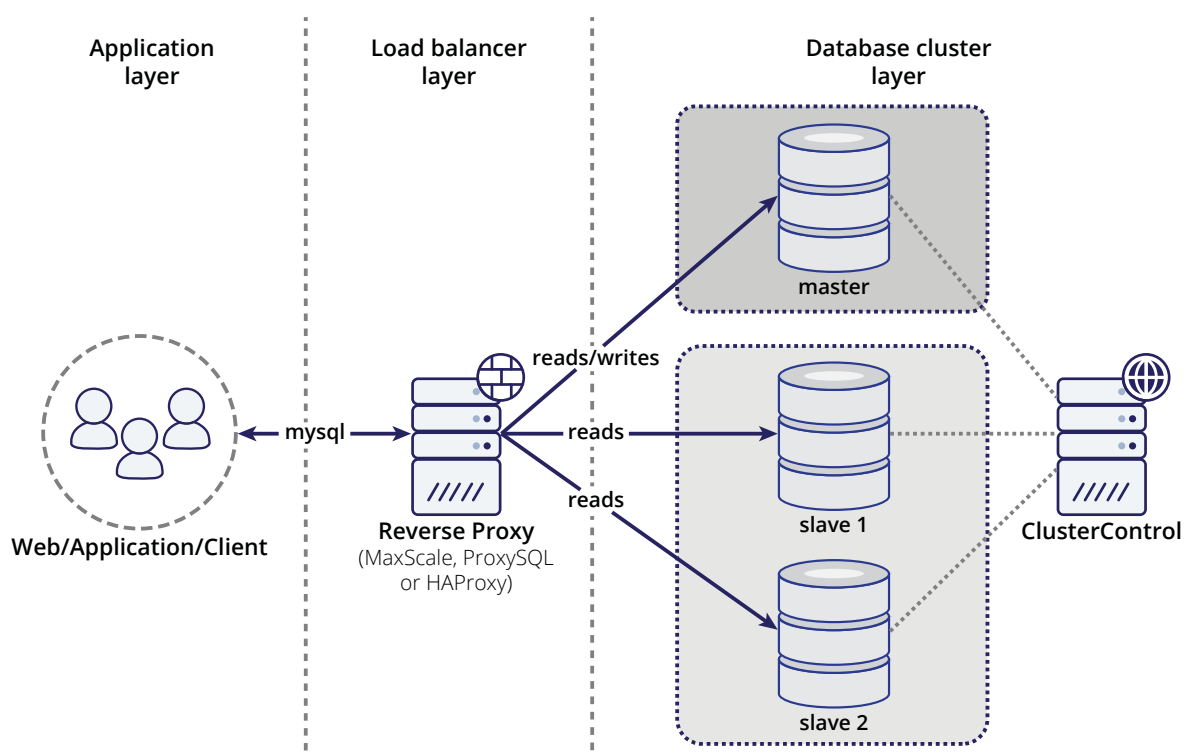 Application
layer
Load balancer
layer
Database cluster
layer
master
reads/writes
mysql
reads
reads
slave 1
Reverse Proxy
(MaxScale, ProxySQL
or HAProxy)
Web/Application/Client
ClusterControl
slave 2